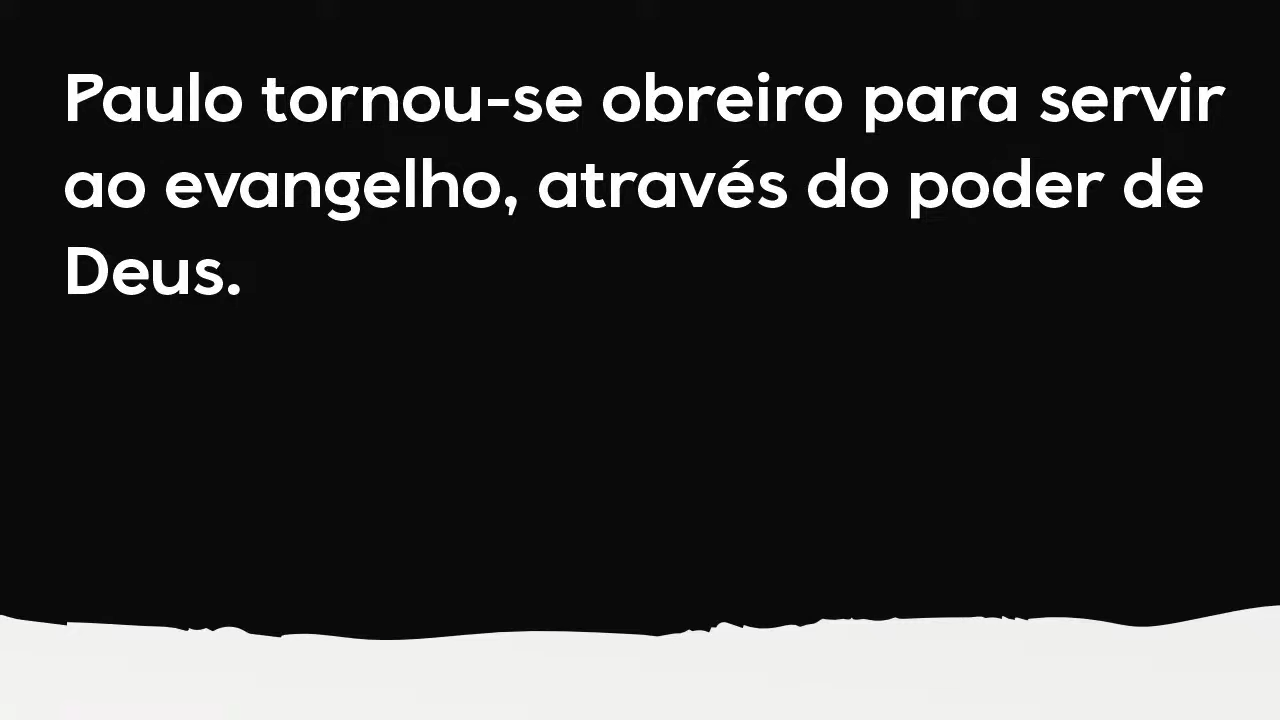 Paulo tornou-se obreiro para servir
ao evangelho, através do poder de
Deus.